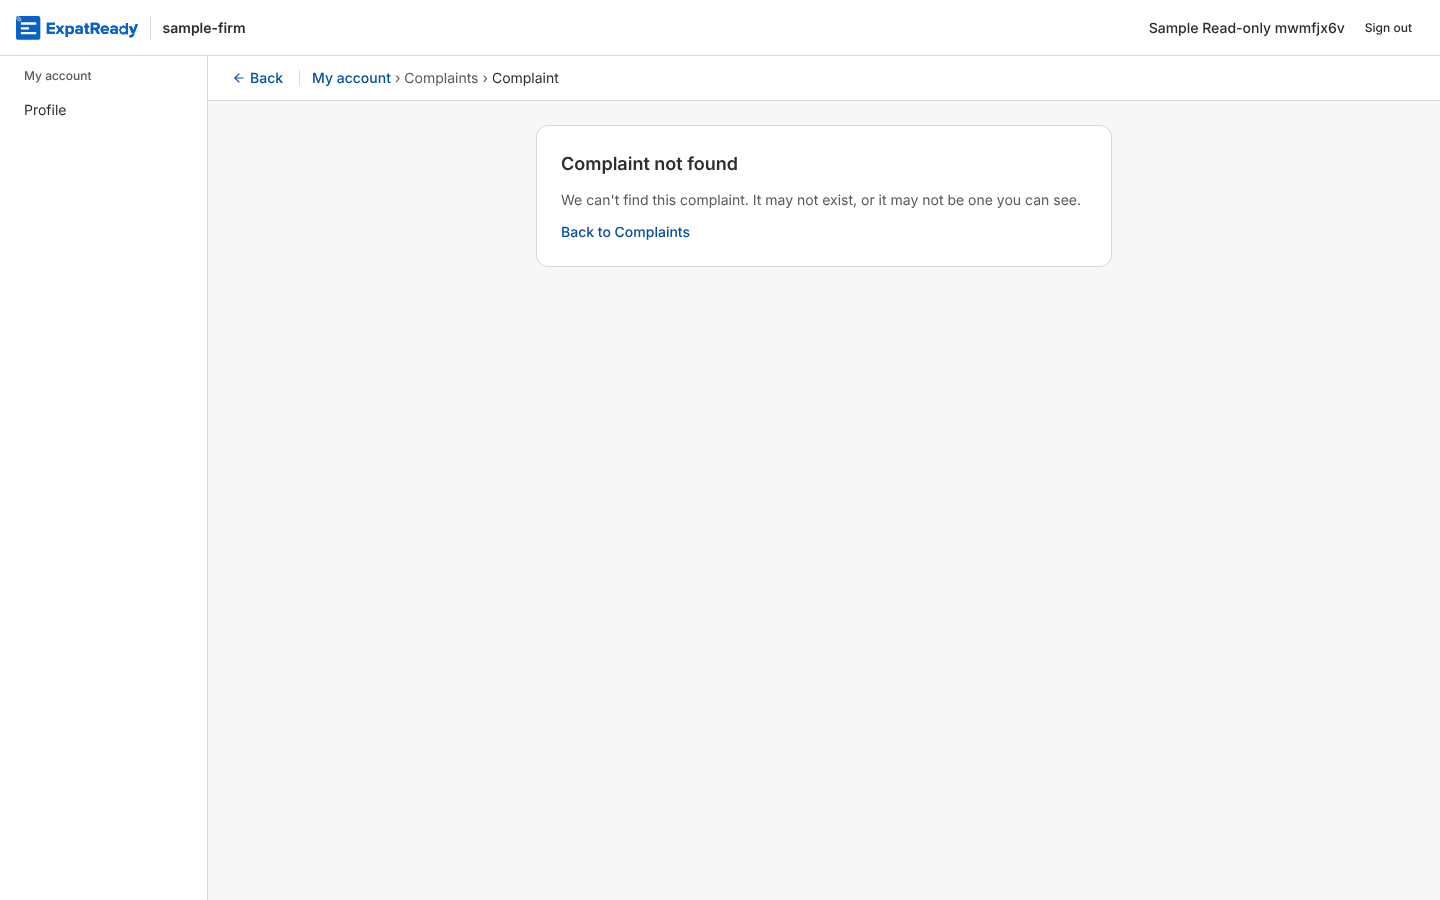 ExpatReady sample-firm Sample Read-only mwmfjx6v Sign out
My account
Profile
← Back My account › Complaints › Complaint
Complaint not found
We can't find this complaint. It may not exist, or it may not be one you can see.
Back to Complaints